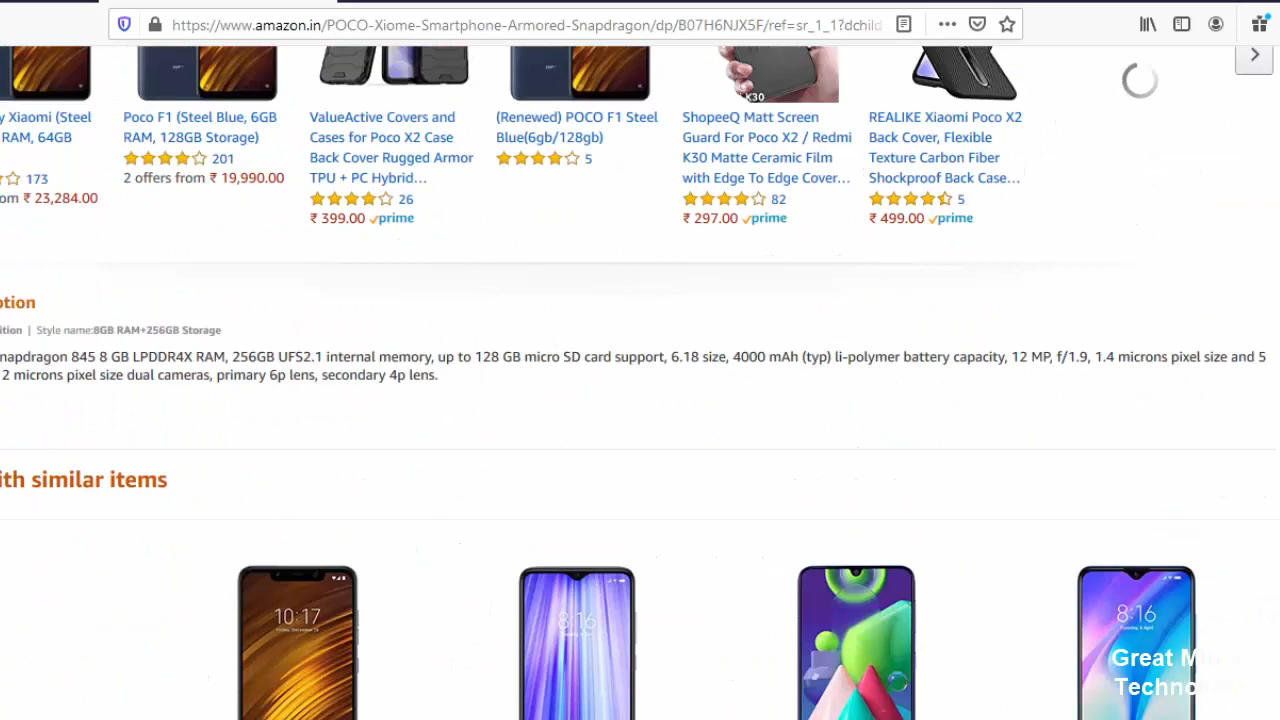 https://www.amazon.in/POCO-Xiome-Smartphone-Armored-Snapdragon/dp/B07H6NJX5F/ref=sr_1_1?dchild
y Xiaomi (Steel
RAM, 64GB
173
om ₹ 23,284.00
Poco F1 (Steel Blue, 6GB
RAM, 128GB Storage)
201
2 offers from ₹ 19,990.00
ValueActive Covers and
Cases for Poco X2 Case
Back Cover Rugged Armor
TPU + PC Hybrid…
26
₹ 399.00 prime
(Renewed) POCO F1 Steel
Blue(6gb/128gb)
5
K30
ShopeeQ Matt Screen
Guard For Poco X2 / Redmi
K30 Matte Ceramic Film
with Edge To Edge Cover…
82
₹ 297.00 prime
REALIKE Xiaomi Poco X2
Back Cover, Flexible
Texture Carbon Fiber
Shockproof Back Case…
5
₹ 499.00 prime
ption
ition | Style name:8GB RAM+256GB Storage
napdragon 845 8 GB LPDDR4X RAM, 256GB UFS2.1 internal memory, up to 128 GB micro SD card support, 6.18 size, 4000 mAh (typ) li-polymer battery capacity, 12 MP, f/1.9, 1.4 microns pixel size and 5
2 microns pixel size dual cameras, primary 6p lens, secondary 4p lens.
ith similar items
10:17
8:16
8:16
Great M
Techno